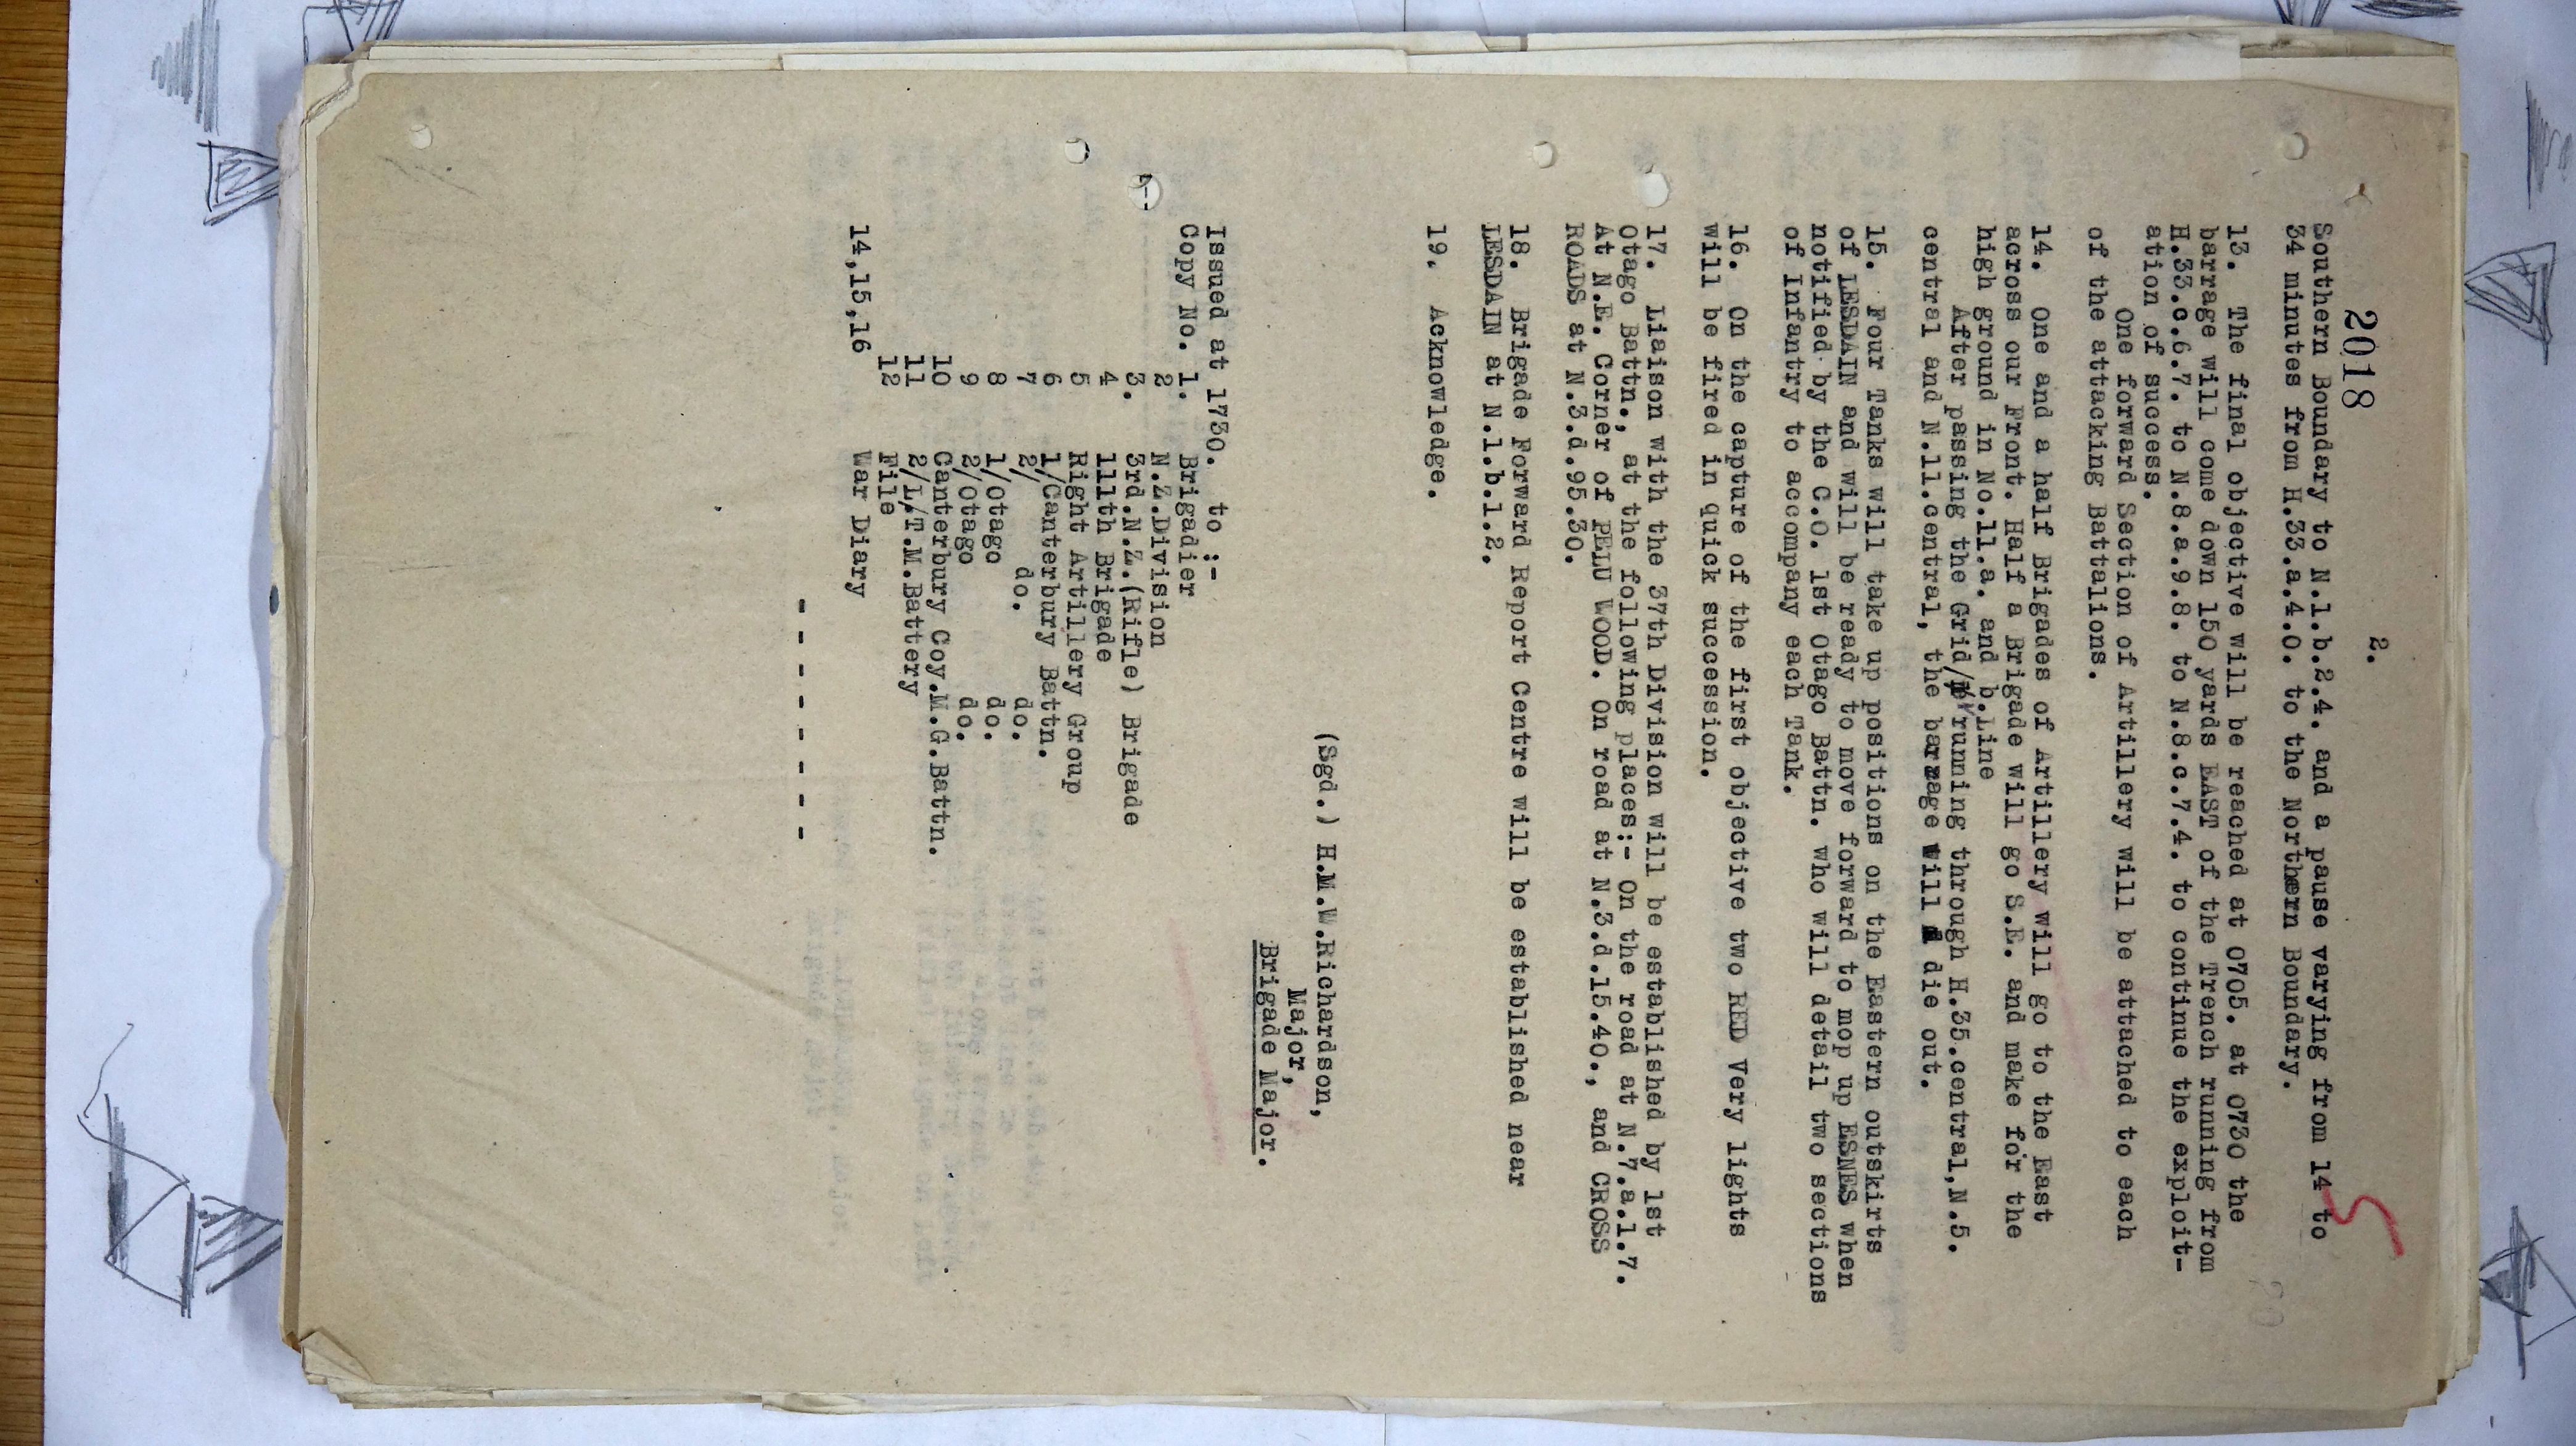 2018
2.
Southern Boundary to N.1.b.2.4. and a pause varying from 14 to
34 minutes from H.33.a.4.0. to the Northern Boundary.
13. The final objective will be reached at 0705. at 0730 the
barrage will come down 150 yards EAST of the Trench running from
H.33.c.6.7. to N.8.a.9.8. to N.8.c.7.4. to continue the exploit-
ation of success.
One forward Section of Artillery will be attached to each
of the attacking Battalions.
14. One and a half Brigades of Artillery will go to the East
across our Front. Half a Brigade will go S.E. and make for the
high ground in No.11.a. and b.
After passing the Grid/Line running through H.35.central,N.5.
central and N.11.central, the barrage will die out.
15. Four Tanks will take up positions on the Eastern outskirts
of LESDAIN and will be ready to move forward to mop up ESNES when
notified by the C.O. 1st Otago Battn. who will detail two sections
of Infantry to accompany each Tank.
16. On the capture of the first objective two RED Very lights
will be fired in quick succession.
17. Liaison with the 37th Division will be established by 1st
Otago Battn., at the following places:- On the road at N.7.a.1.7.
At N.E. Corner of PELU WOOD. On road at N.3.d.15.40., and CROSS
ROADS at N.3.d.95.30.
18. Brigade Forward Report Centre will be established near
LESDAIN at N.1.b.1.2.
19. Acknowledge.
(Sgd.) H.M.W.Richardson,
Major,
Brigade Major.
Issued at 1730. to :-
Copy No. 1. Brigadier
2 N.Z.Division
3. 3rd.N.Z.(Rifle) Brigade
4 111th Brigade
5 Right Artillery Group
6 1/Canterbury Battn.
7 2/ do. do.
8 1/Otago do.
9 2/Otago do.
10 Canterbury Coy.M.G.Battn.
11 2/L.T.M.Battery
12 File
14,15,16 War Diary